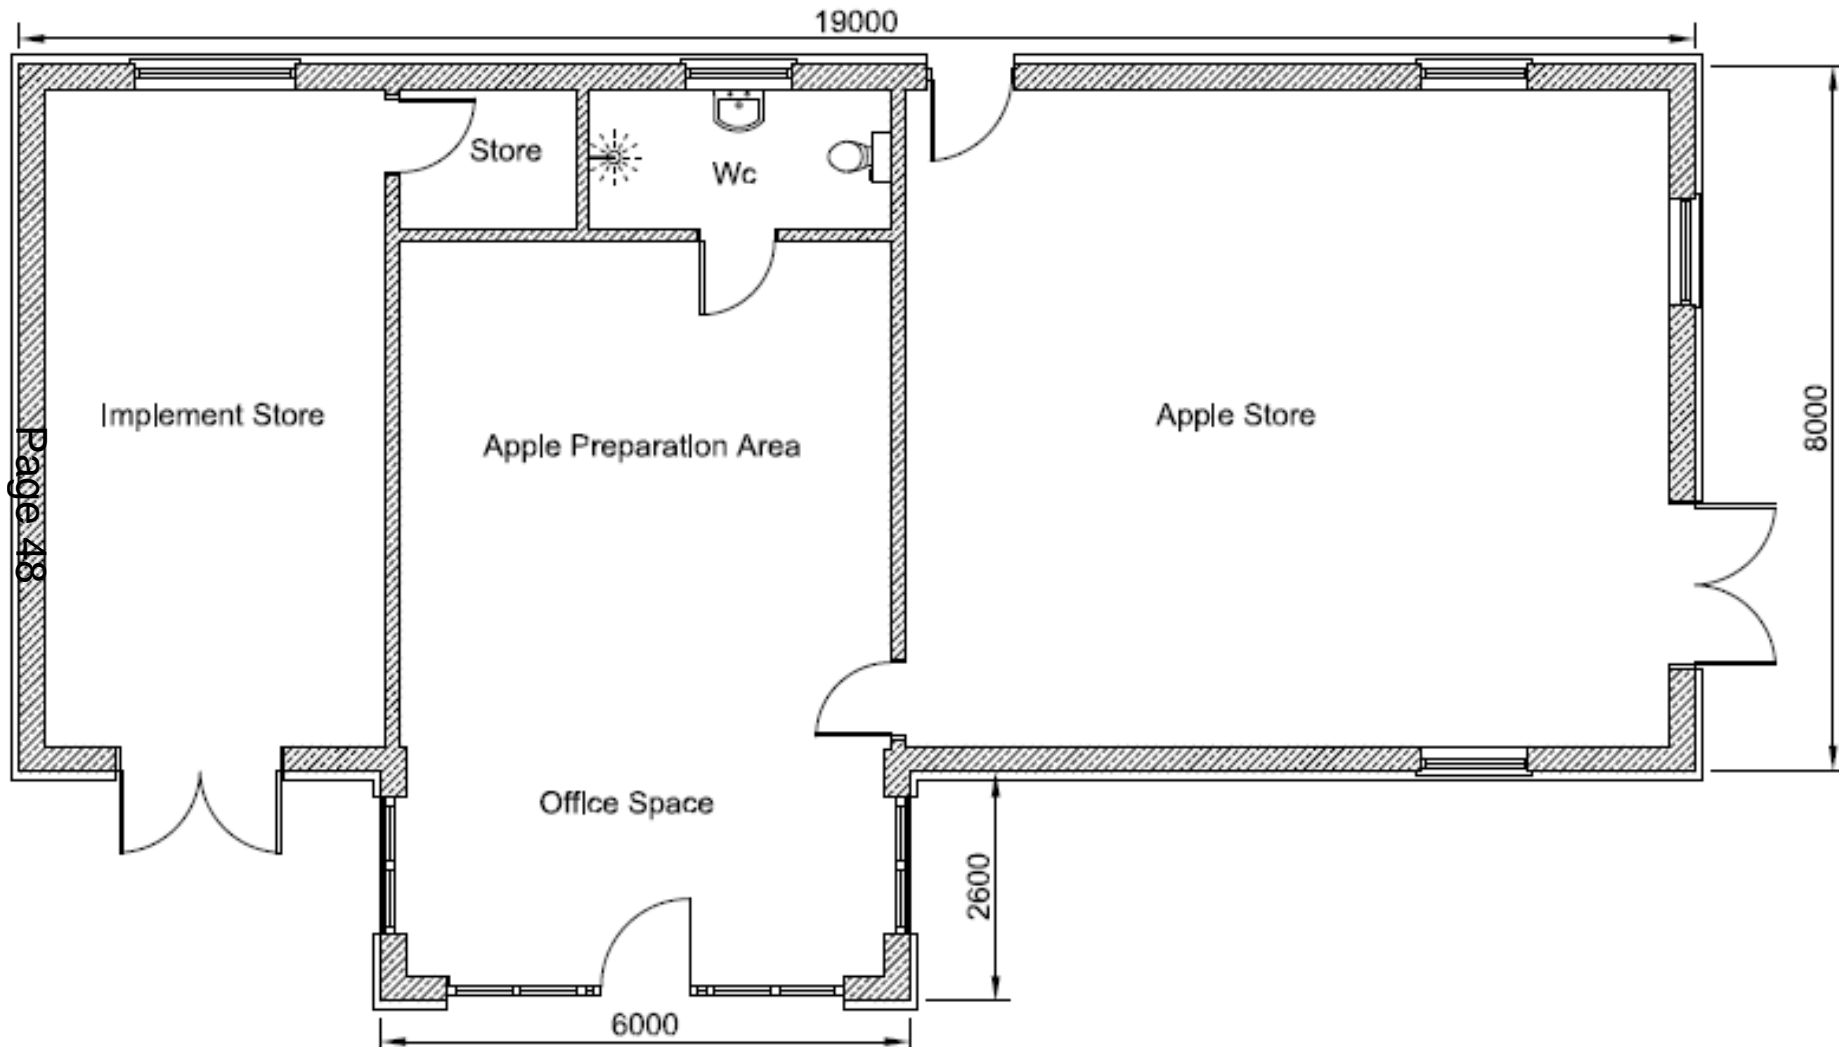 19000
Store
Wc
Implement Store
Apple Store
8000
Apple Preparation Area
Page 48
Office Space
2600
6000